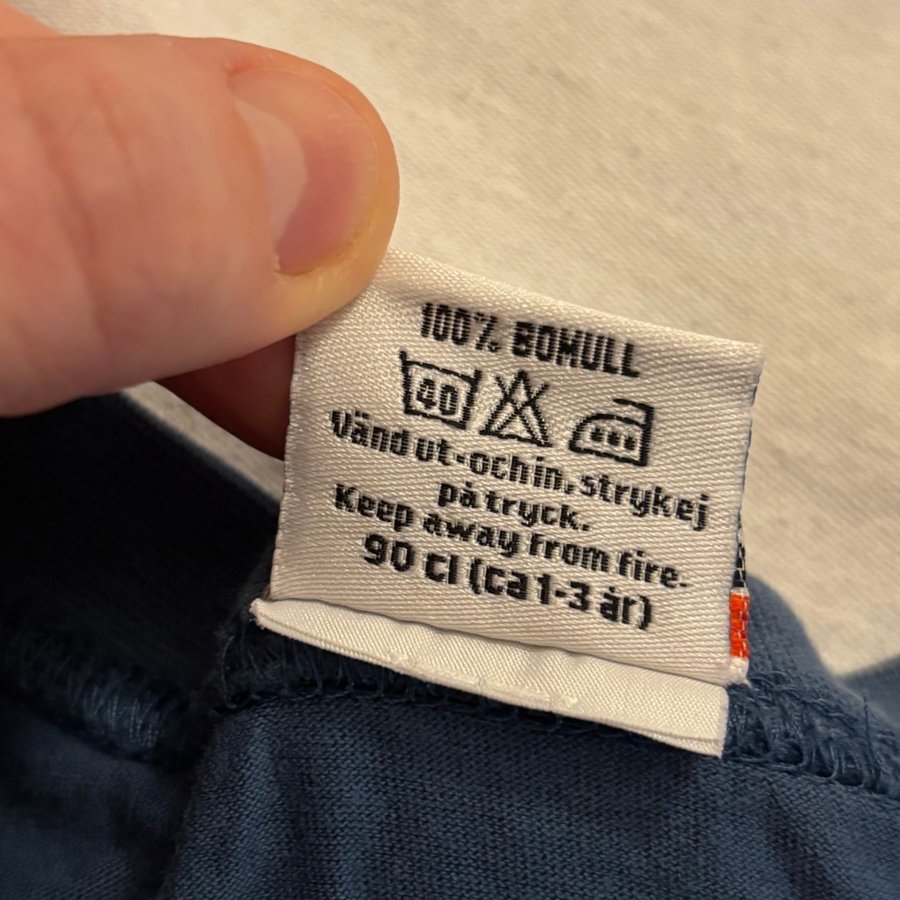 100% BOMULL
40
Vänd ut-och in, stryk ej
på tryck.
Keep away from fire.
90 cl (ca 1-3 år)